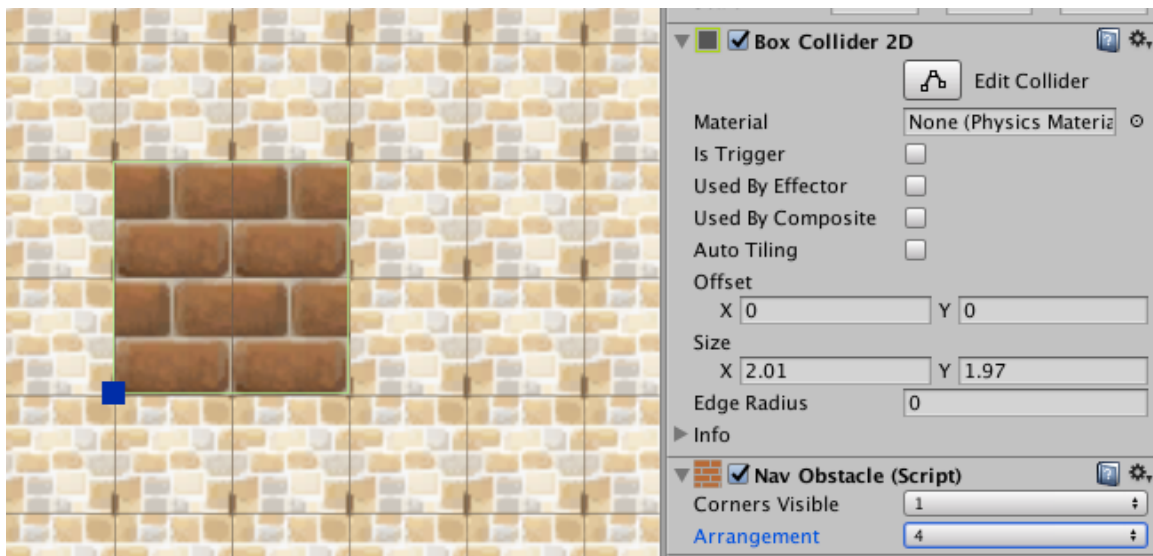 Box Collider 2D
Edit Collider
Material None (Physics Materia
Is Trigger
Used By Effector
Used By Composite
Auto Tiling
Offset
X 0 Y 0
Size
X 2.01 Y 1.97
Edge Radius 0
Info
Nav Obstacle (Script)
Corners Visible 1
Arrangement 4